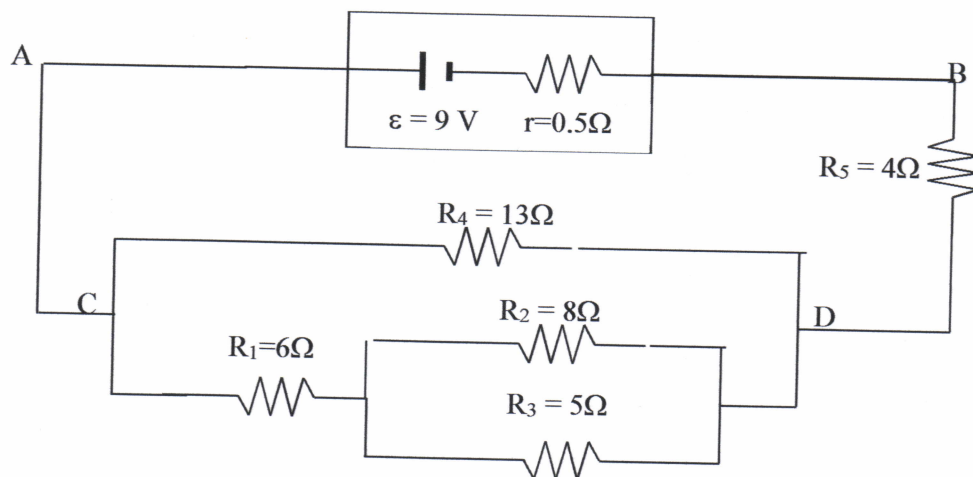 A
B
ε = 9 V
r=0.5Ω
R₅ = 4Ω
R₄ = 13Ω
C
D
R₂ = 8Ω
R₁=6Ω
R₃ = 5Ω